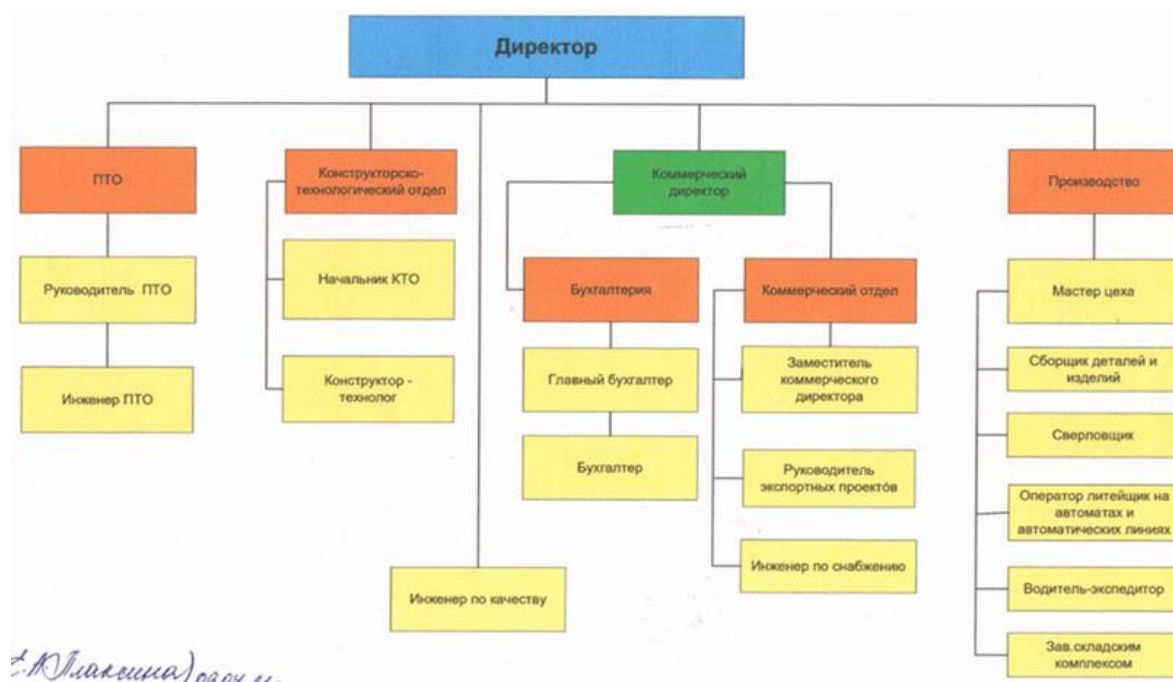 Директор
ПТО
Конструкторско-
технологический отдел
Коммерческий
директор
Производство
Руководитель ПТО
Начальник КТО
Бухгалтерия
Коммерческий отдел
Мастер цеха
Инженер ПТО
Конструктор -
технолог
Главный бухгалтер
Заместитель
коммерческого
директора
Сборщик деталей и
изделий
Бухгалтер
Руководитель
экспортных проектов
Сверловщик
Оператор литейщик на
автоматах и
автоматических линиях
Инженер по качеству
Инженер по снабжению
Водитель-экспедитор
Зав.складским
комплексом
Плаксина)